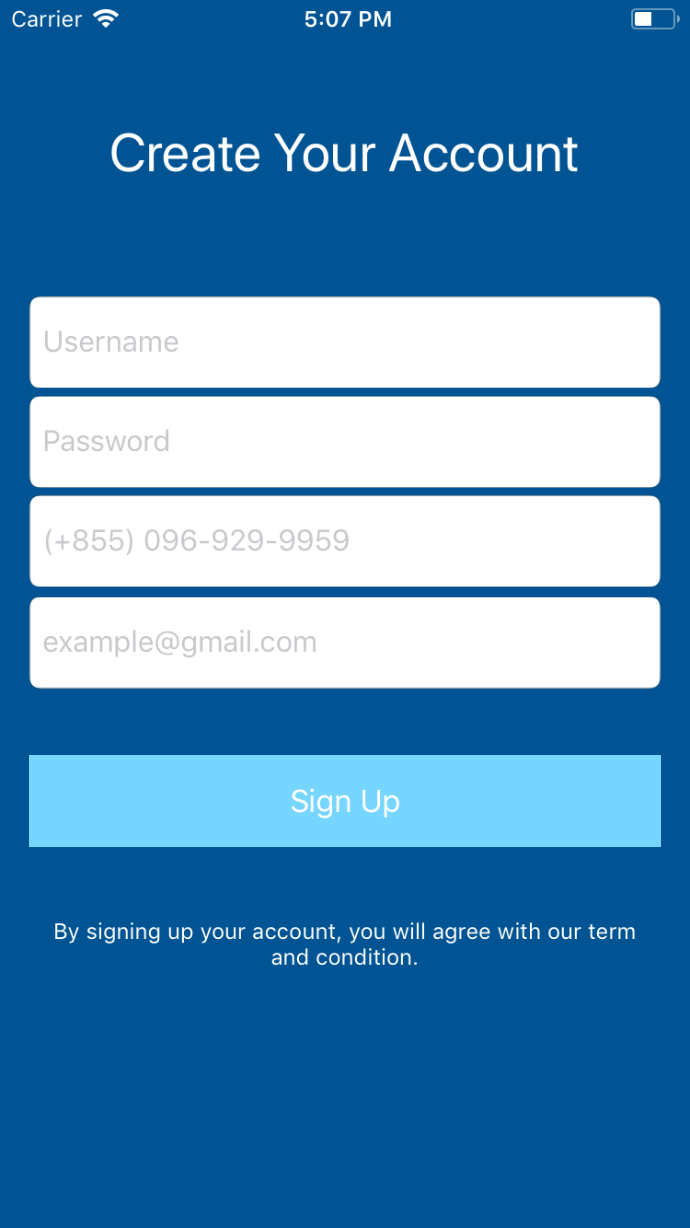 Carrier 5:07 PM
Create Your Account
Username
Password
(+855) 096-929-9959
example@gmail.com
Sign Up
By signing up your account, you will agree with our term
and condition.